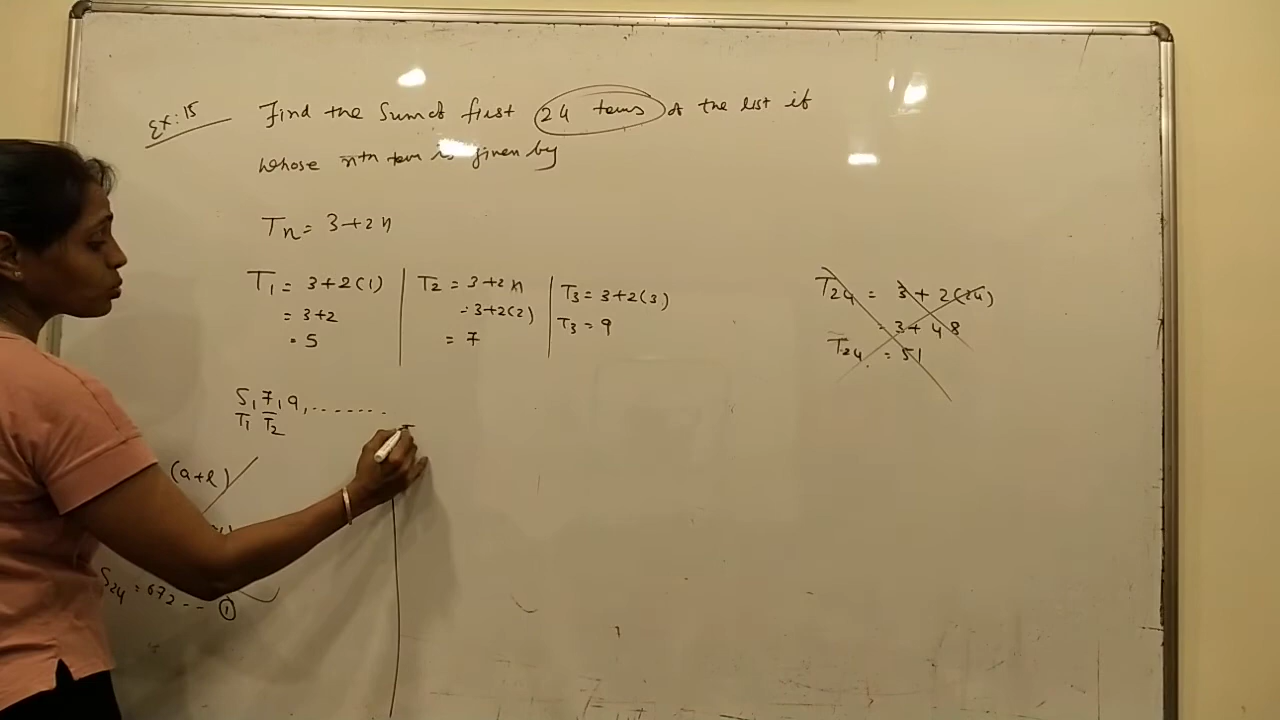 Ex: 15
Find the Sum of first 24 terms of the list if
whose nth term is given by
Tn = 3+2n
T1 = 3+2(1)
= 3+2
= 5
T2 = 3+2n
= 3+2(2)
= 7
T3 = 3+2(3)
T3 = 9
T24 = 3 + 2(24)
= 3 + 48
T24 = 51
5, 7, 9, ........
T1 T2
(a+l)
S24 = 672 -- ①